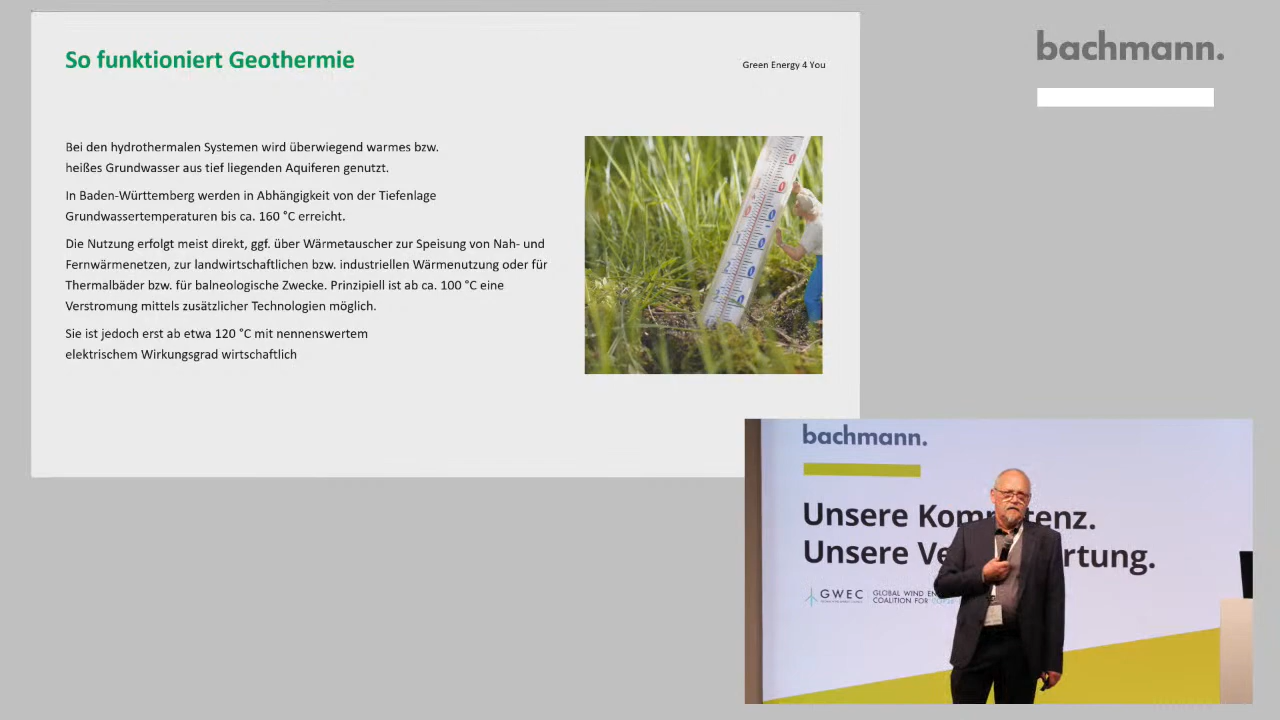 So funktioniert Geothermie
Green Energy 4 You
Bei den hydrothermalen Systemen wird überwiegend warmes bzw.
heißes Grundwasser aus tief liegenden Aquiferen genutzt.
In Baden-Württemberg werden in Abhängigkeit von der Tiefenlage
Grundwassertemperaturen bis ca. 160 °C erreicht.
Die Nutzung erfolgt meist direkt, ggf. über Wärmetauscher zur Speisung von Nah- und
Fernwärmenetzen, zur landwirtschaftlichen bzw. industriellen Wärmenutzung oder für
Thermalbäder bzw. für balneologische Zwecke. Prinzipiell ist ab ca. 100 °C eine
Verstromung mittels zusätzlicher Technologien möglich.
Sie ist jedoch erst ab etwa 120 °C mit nennenswertem
elektrischem Wirkungsgrad wirtschaftlich
bachmann.
bachmann.
Unsere Kom tenz.
Unsere Ve rtung.
GWEC GLOBAL WIND EN
COALITION FOR